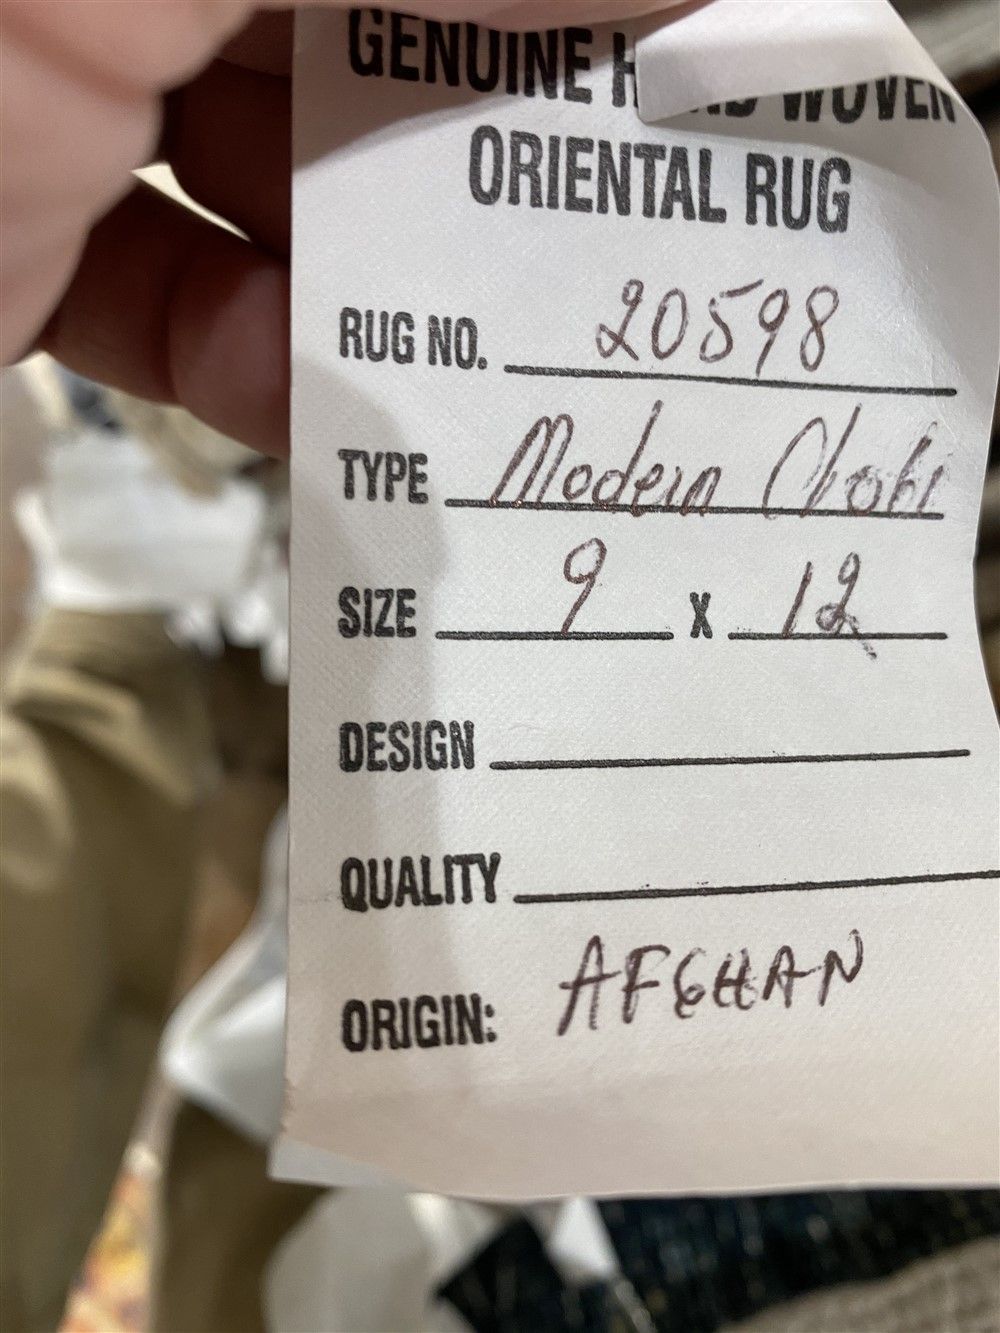 GENUINE HAND WOVEN
ORIENTAL RUG
RUG NO. 20598
TYPE Modern Chobi
SIZE 9 X 12
DESIGN
QUALITY
ORIGIN: AFGHAN